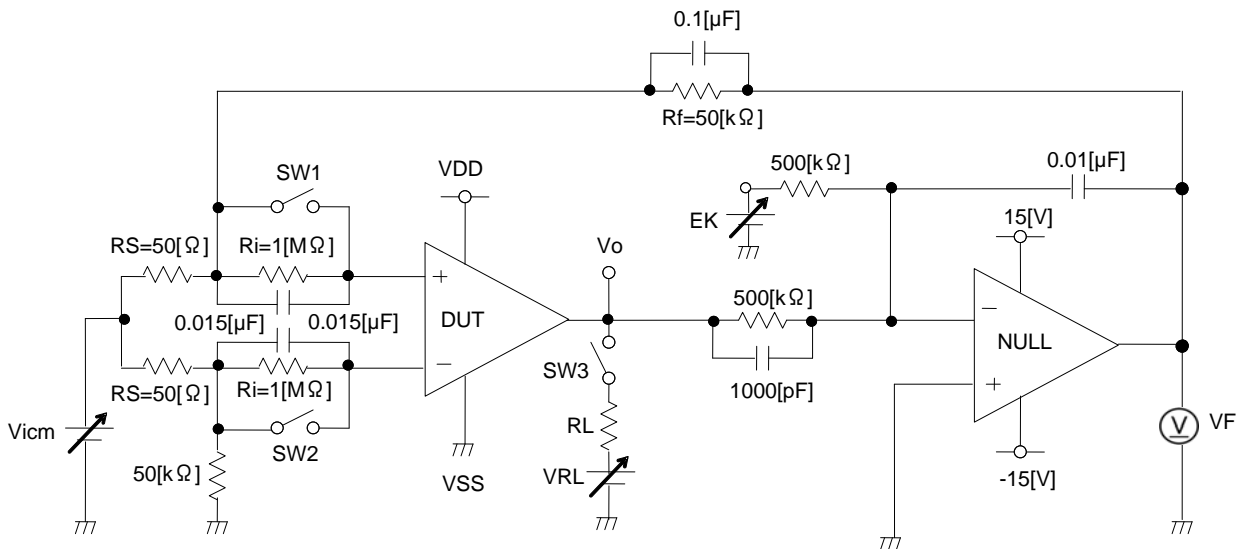 0.1[µF]
Rf=50[kΩ]
SW1
VDD
500[kΩ]
0.01[µF]
EK
15[V]
RS=50[Ω]
Ri=1[MΩ]
Vo
+
DUT
−
0.015[µF]
0.015[µF]
500[kΩ]
−
NULL
+
RS=50[Ω]
Ri=1[MΩ]
SW3
1000[pF]
Vicm
SW2
RL
V
VF
50[kΩ]
VSS
VRL
-15[V]